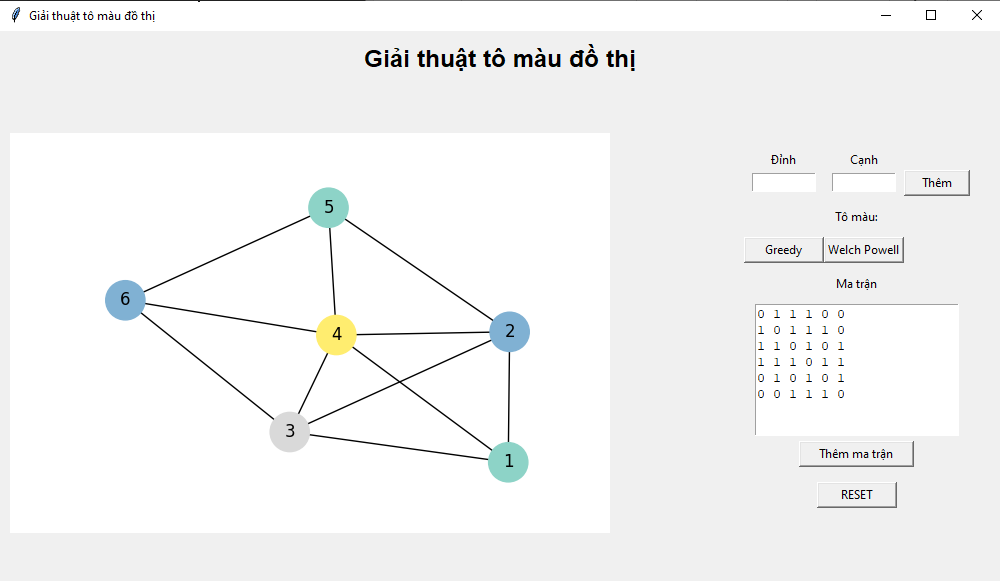 Giải thuật tô màu đồ thị
Giải thuật tô màu đồ thị
5
6
4
2
3
1
Đỉnh Cạnh
Thêm
Tô màu:
Greedy Welch Powell
Ma trận
0 1 1 1 0 0
1 0 1 1 1 0
1 1 0 1 0 1
1 1 1 0 1 1
0 1 0 1 0 1
0 0 1 1 1 0
Thêm ma trận
RESET